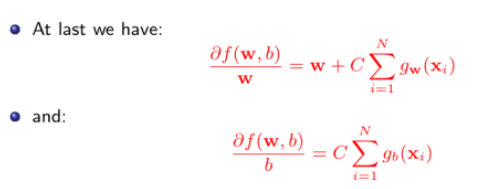 At last we have:
∂f(w, b)/w = w + C ∑_{i=1}^{N} g_w(x_i)
and:
∂f(w, b)/b = C ∑_{i=1}^{N} g_b(x_i)